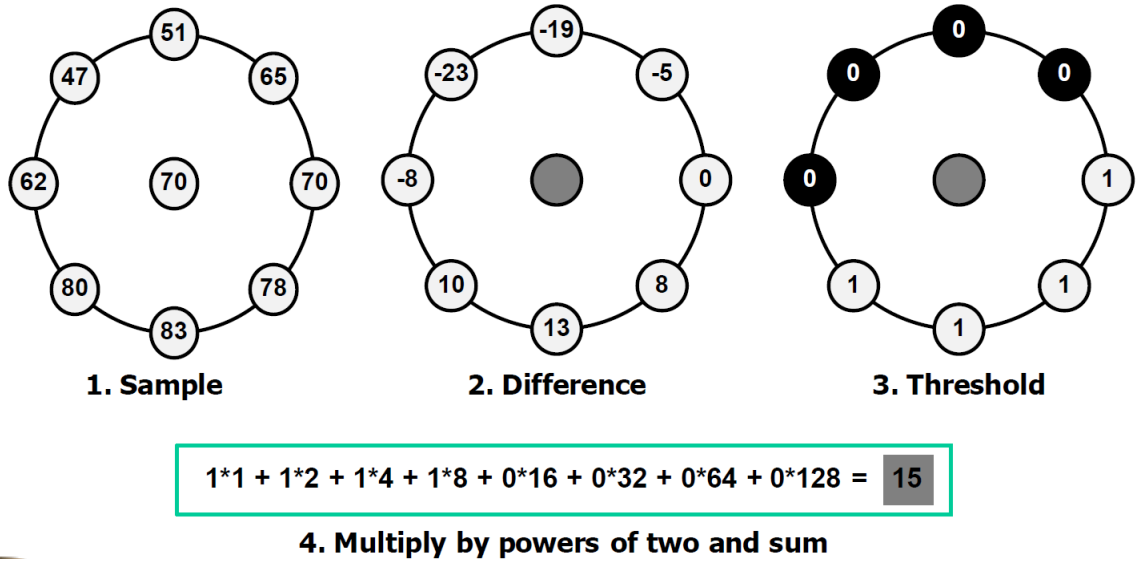 51 -19 0
47 65 -23 -5 0 0
62 70 70 -8 0 0 1
80 78 10 8 1 1
83 13 1
1. Sample 2. Difference 3. Threshold
1*1 + 1*2 + 1*4 + 1*8 + 0*16 + 0*32 + 0*64 + 0*128 = 15
4. Multiply by powers of two and sum